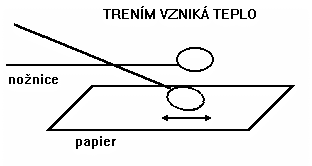 TRENÍM VZNIKÁ TEPLO
nožnice
papier